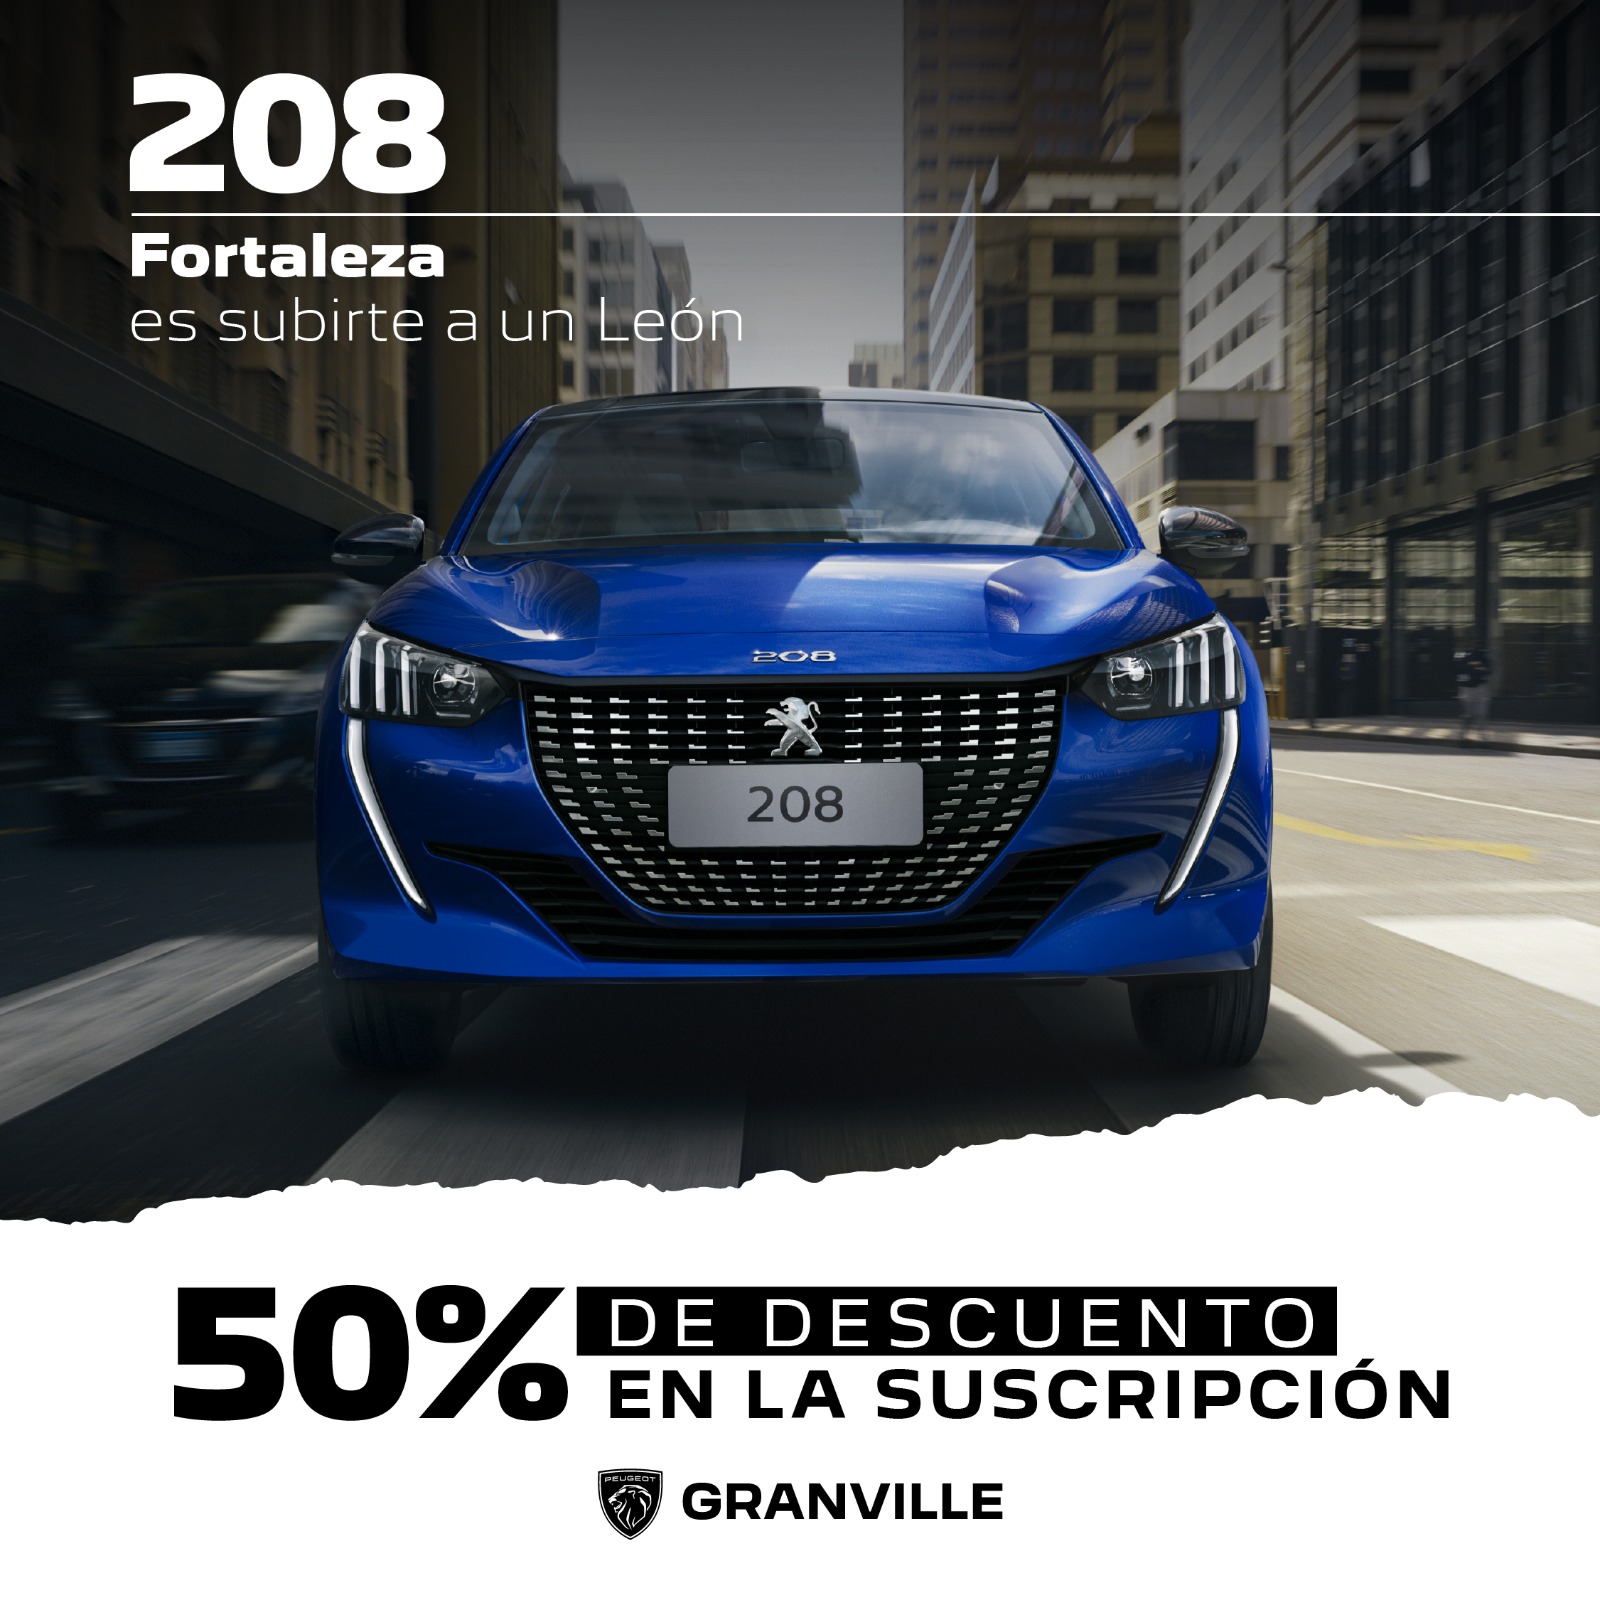 208
Fortaleza
es subirte a un León
208
208
50% DE DESCUENTO
EN LA SUSCRIPCIÓN
PEUGEOT
GRANVILLE